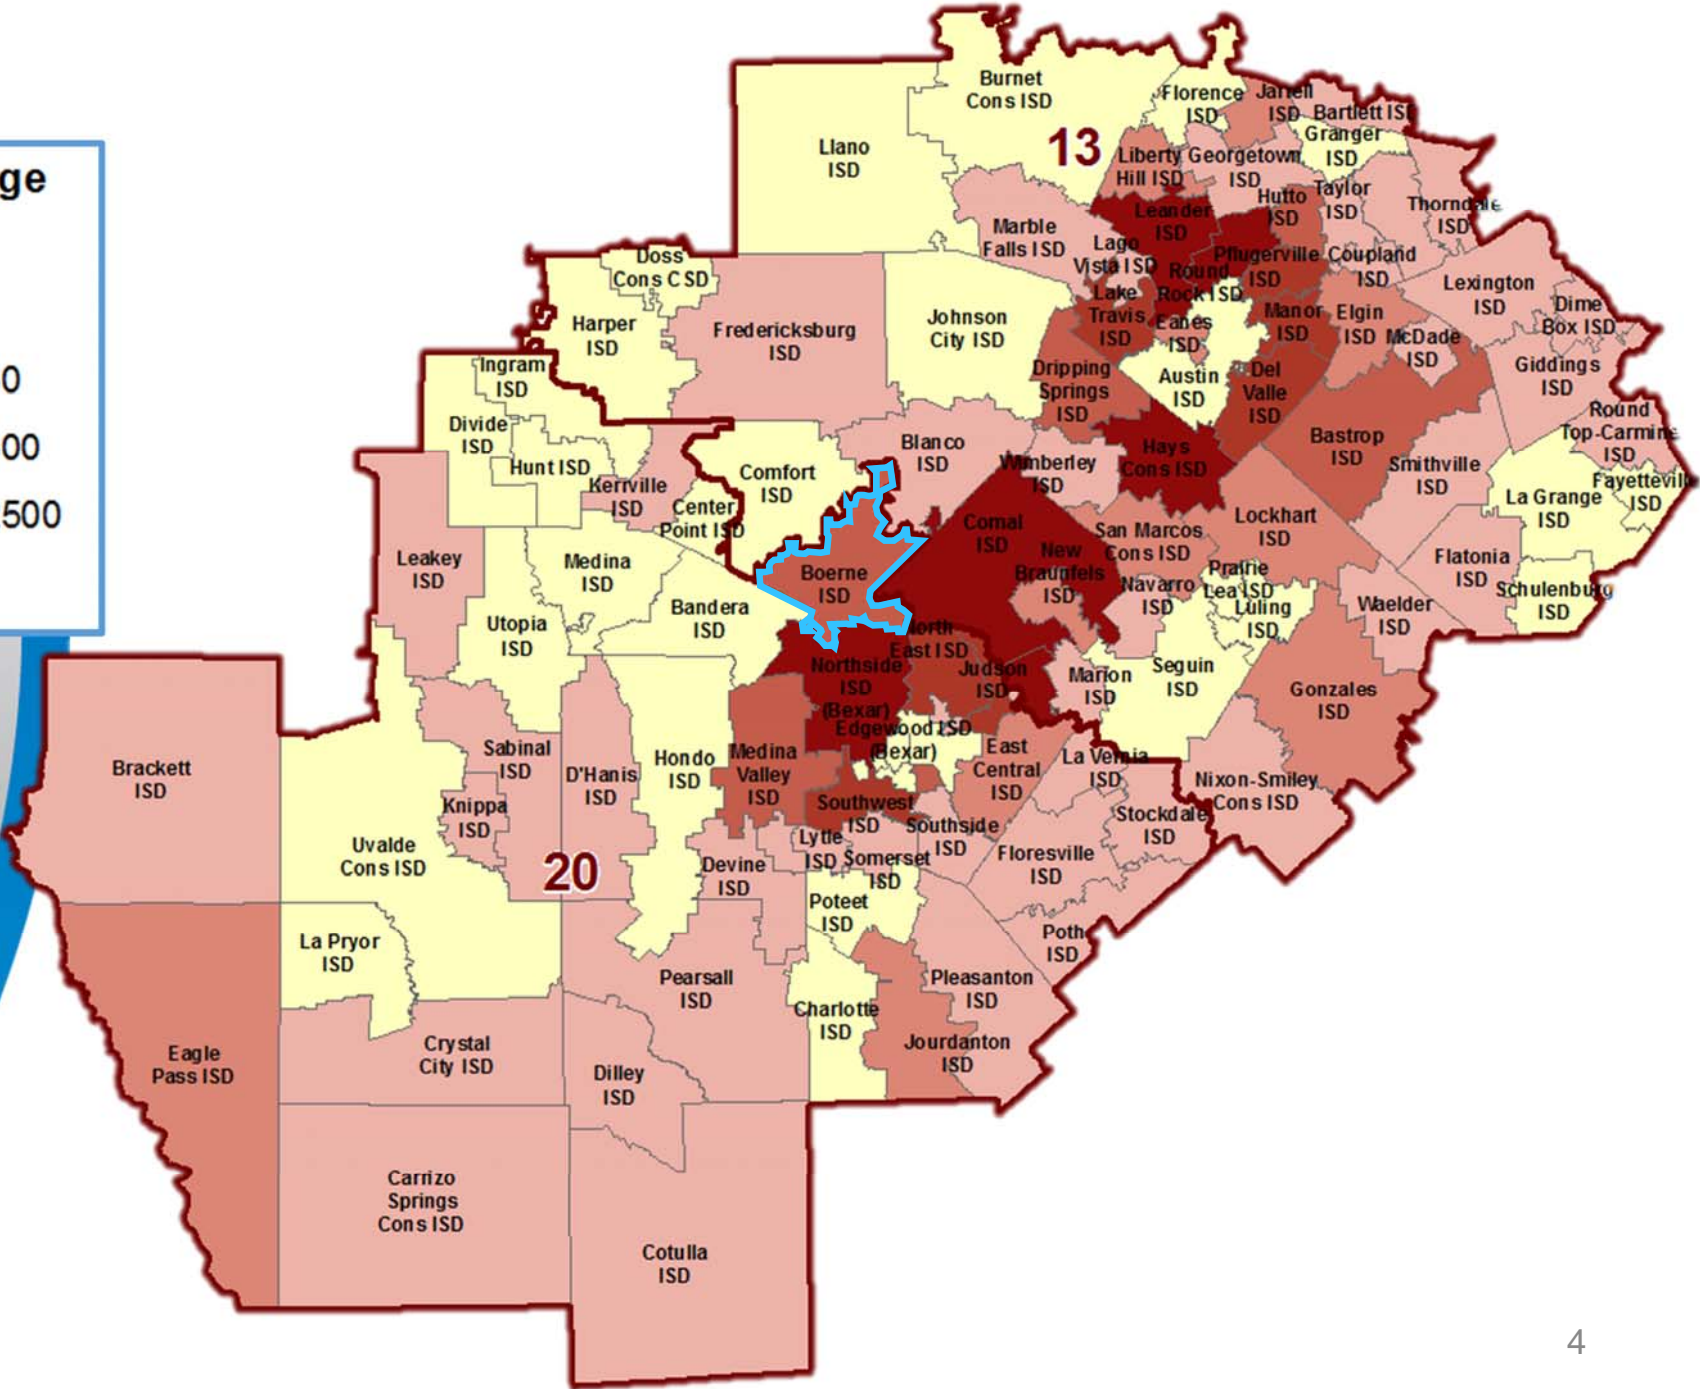 ge
0
00
500
Burnet
Cons ISD
Florence
ISD
Jarrell
ISD
Bartlett ISD
Granger
ISD
13
Llano
ISD
Liberty
Hill ISD
Georgetown
ISD
Hutto
ISD
Taylor
ISD
Thorndale
ISD
Leander
ISD
Marble
Falls ISD
Lago
Vista ISD
Round
Rock ISD
Pflugerville
ISD
Coupland
ISD
Doss
Cons CSD
Lexington
ISD
Dime
Box ISD
Harper
ISD
Fredericksburg
ISD
Johnson
City ISD
Lake
Travis
ISD
Eanes
ISD
Manor
ISD
Elgin
ISD
McDade
ISD
Giddings
ISD
Ingram
ISD
Dripping
Springs
ISD
Austin
ISD
Del
Valle
ISD
Round
Top-Carmine
ISD
Divide
ISD
Hunt ISD
Kerrville
ISD
Center
Point ISD
Comfort
ISD
Blanco
ISD
Wimberley
ISD
Hays
Cons ISD
Bastrop
ISD
Smithville
ISD
La Grange
ISD
Fayetteville
ISD
Leakey
ISD
Medina
ISD
Boerne
ISD
Comal
ISD
New
Braunfels
ISD
San Marcos
Cons ISD
Lockhart
ISD
Flatonia
ISD
Schulenburg
ISD
Utopia
ISD
Bandera
ISD
Navarro
ISD
Prairie
Lea ISD
Luling
ISD
Waelder
ISD
North
East ISD
Northside
ISD
(Bexar)
Judson
ISD
Marion
ISD
Seguin
ISD
Gonzales
ISD
Brackett
ISD
Sabinal
ISD
D'Hanis
ISD
Hondo
ISD
Medina
Valley
ISD
Edgewood ISD
(Bexar)
East
Central
ISD
La Vernia
ISD
Nixon-Smiley
Cons ISD
Knippa
ISD
Southwest
ISD
Southside
ISD
Stockdale
ISD
Uvalde
Cons ISD
20
Devine
ISD
Lytle
ISD
Somerset
ISD
Floresville
ISD
Poteet
ISD
Poth
ISD
La Pryor
ISD
Pearsall
ISD
Charlotte
ISD
Pleasanton
ISD
Jourdanton
ISD
Eagle
Pass ISD
Crystal
City ISD
Dilley
ISD
Carrizo
Springs
Cons ISD
Cotulla
ISD
4